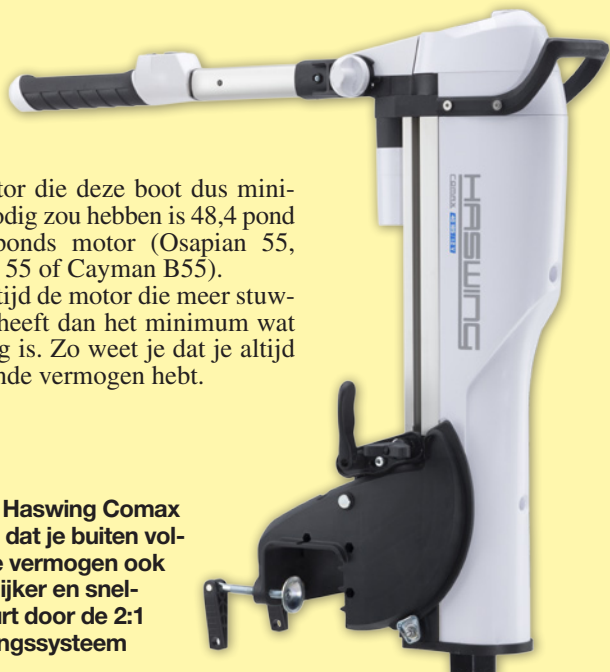 tor die deze boot dus mini-
odig zou hebben is 48,4 pond
ponds motor (Osapian 55,
55 of Cayman B55).
tijd de motor die meer stuw-
heeft dan het minimum wat
g is. Zo weet je dat je altijd
nde vermogen hebt.
Haswing Comax
dat je buiten vol-
e vermogen ook
ijker en snel-
urt door de 2:1
ngssysteem
HASWING
COMAX